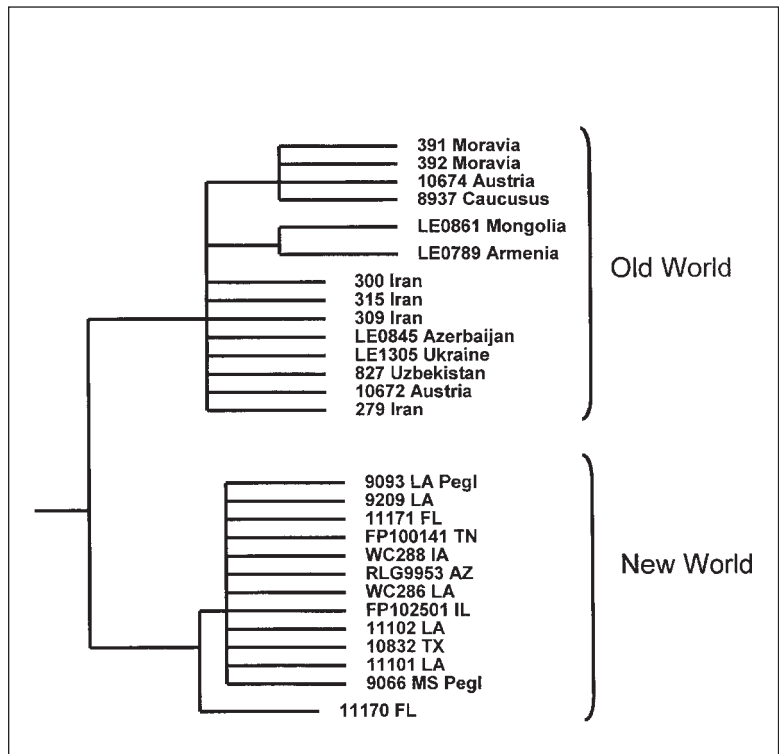 391 Moravia
392 Moravia
10674 Austria
8937 Caucusus
LE0861 Mongolia
LE0789 Armenia
300 Iran
315 Iran
309 Iran
LE0845 Azerbaijan
LE1305 Ukraine
827 Uzbekistan
10672 Austria
279 Iran
Old World
9093 LA Pegl
9209 LA
11171 FL
FP100141 TN
WC288 IA
RLG9953 AZ
WC286 LA
FP102501 IL
11102 LA
10832 TX
11101 LA
9066 MS Pegl
11170 FL
New World